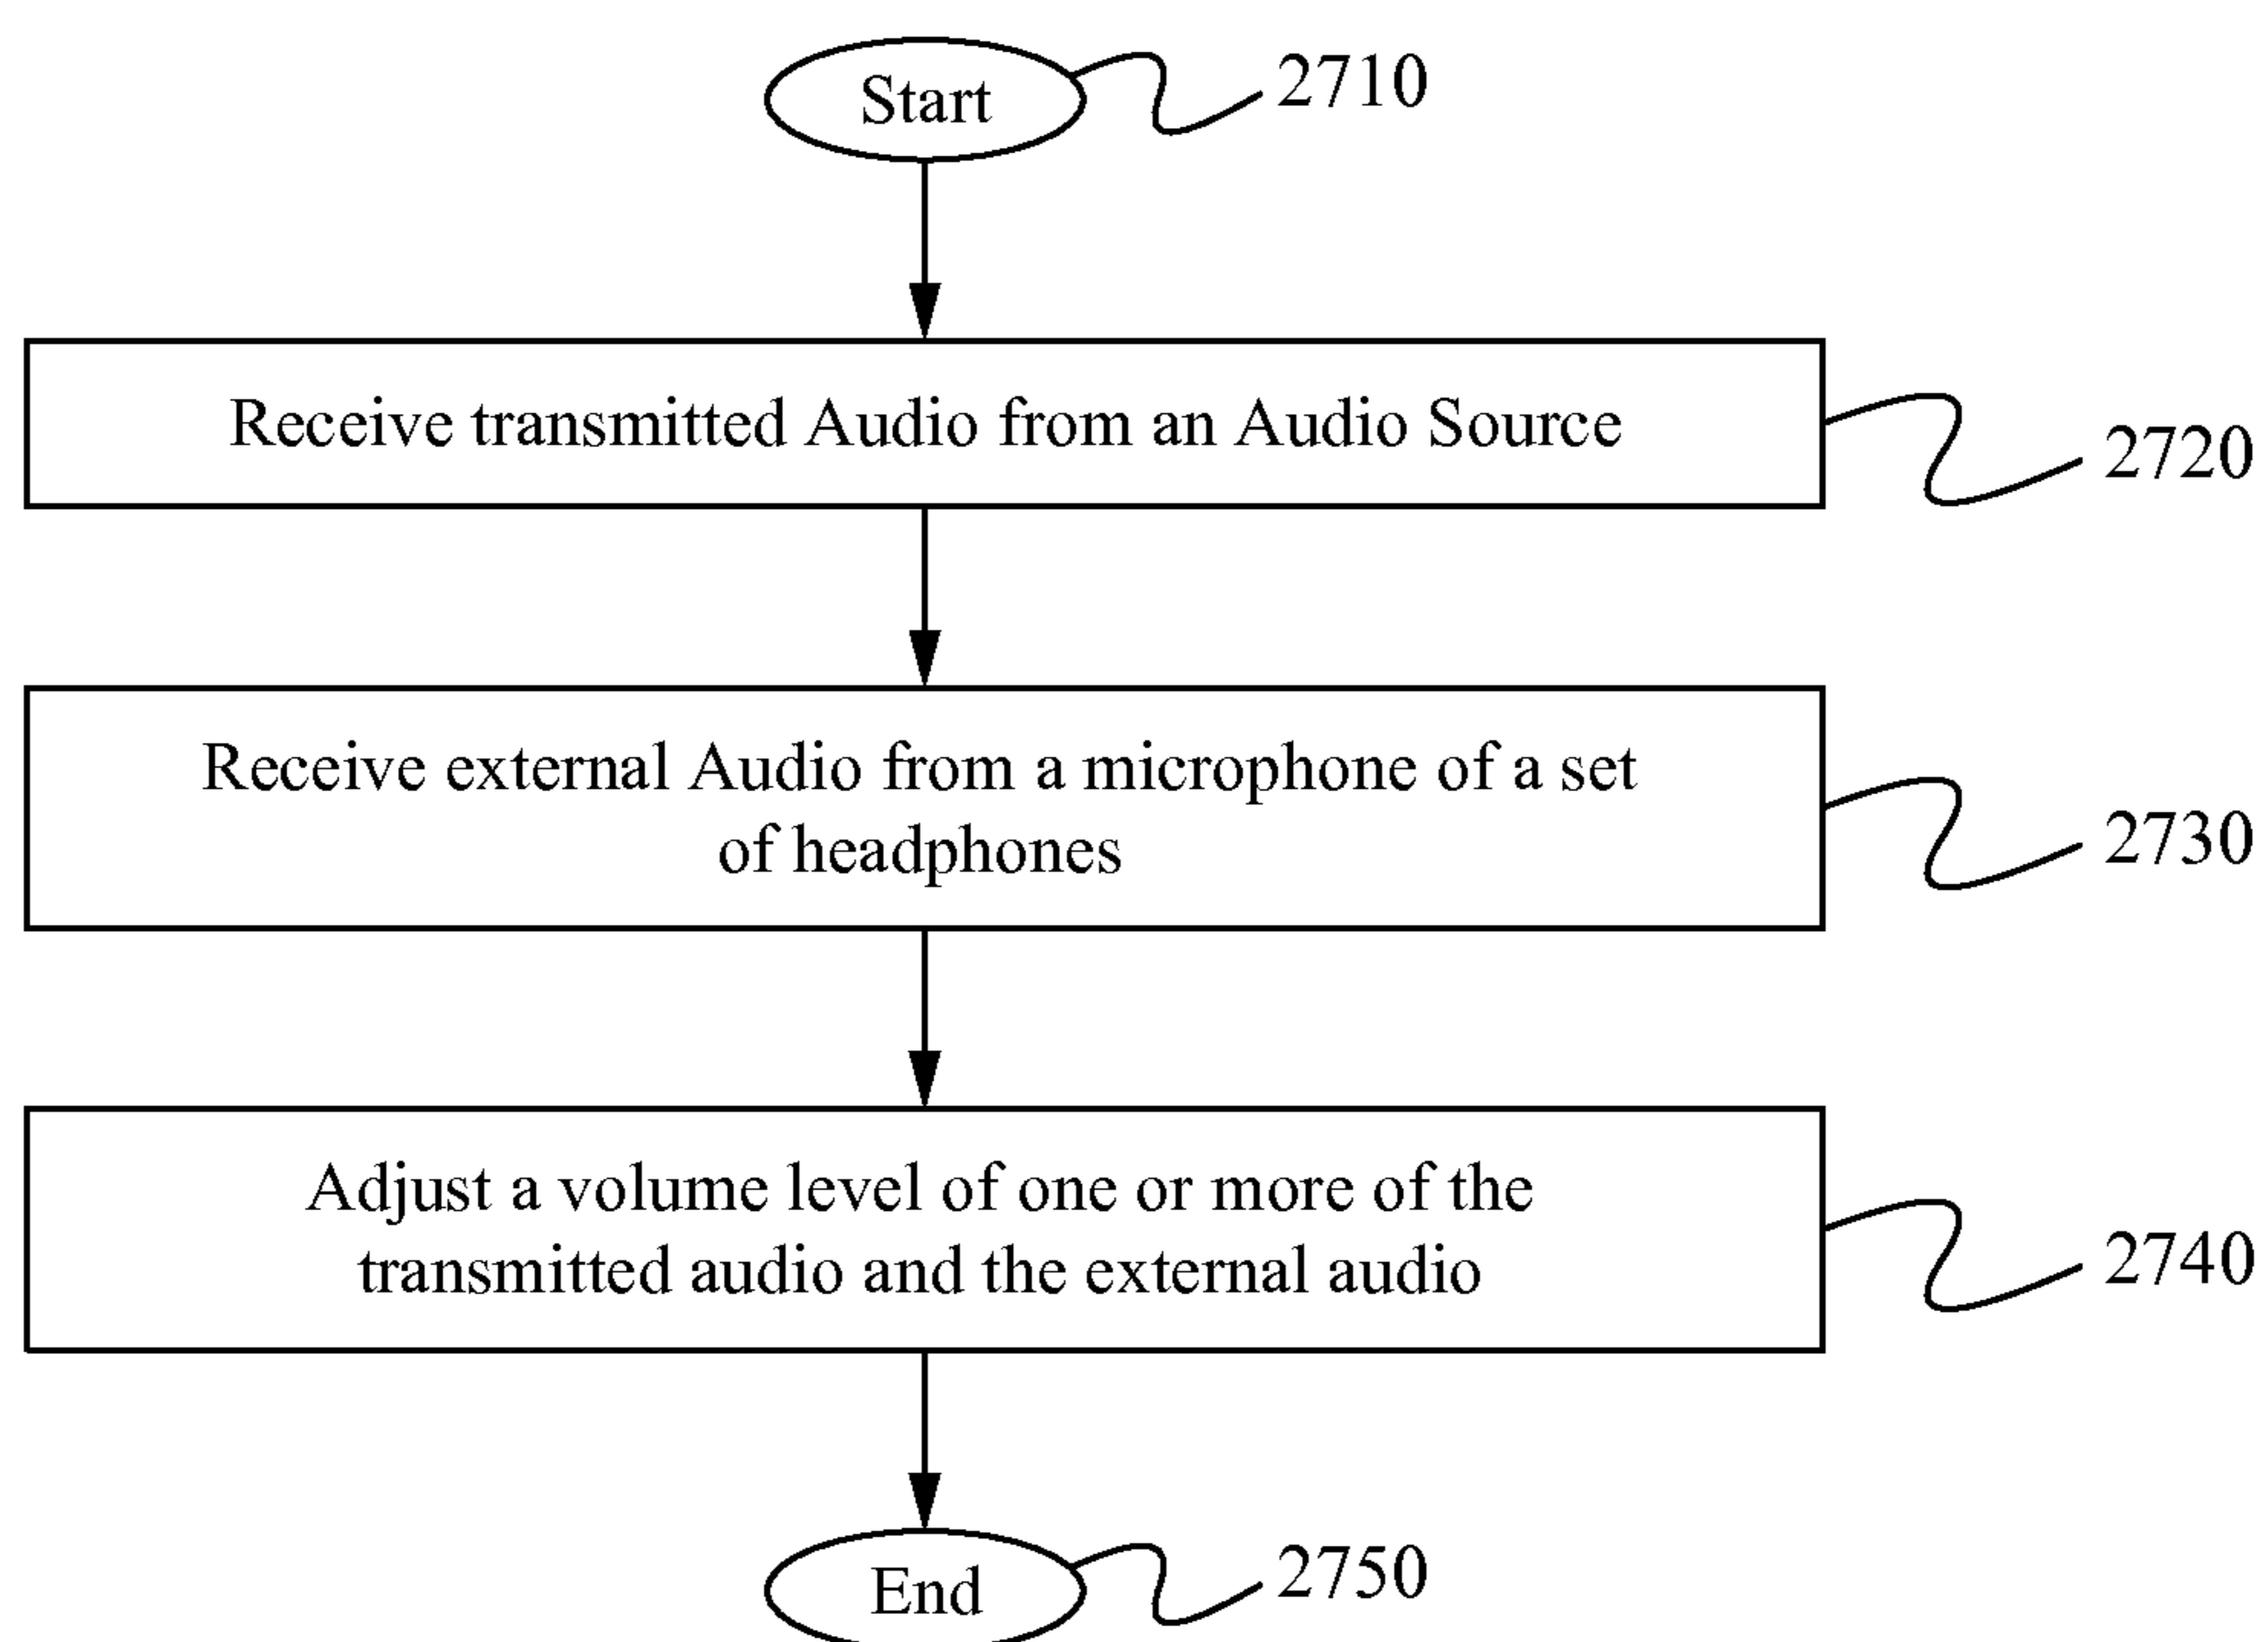 Start
2710
Receive transmitted Audio from an Audio Source
2720
Receive external Audio from a microphone of a set
of headphones
2730
Adjust a volume level of one or more of the
transmitted audio and the external audio
2740
End
2750